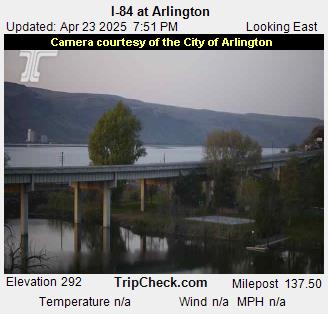 I-84 at Arlington
Updated: Apr 23 2025 7:51 PM Looking East
Camera courtesy of the City of Arlington
Elevation 292 TripCheck.com Milepost 137.50
Temperature n/a Wind n/a MPH n/a